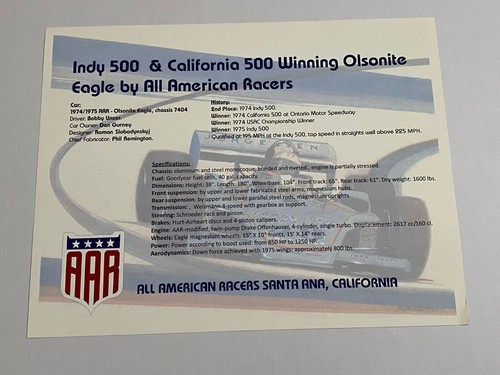 Indy 500 & California 500 Winning Olsonite
Eagle by All American Racers
Car:
1974/1975 AAR - Olsonite Eagle, chassis 7404
Driver: Bobby Unser.
Car Owner: Dan Gurney
Designer: Roman Slobodynskyj
Chief Fabricator: Phil Remington.
History:
2nd Place: 1974 Indy 500.
Winner: 1974 California 500 at Ontario Motor Speedway
Winner: 1974 USAC Championship Winner
Winner: 1975 Indy 500
Qualified at 195 MPH at the Indy 500, top speed in straights well above 225 MPH.
JORGENSEN
Specifications:
Chassis: aluminum and steel monocoque, bonded and riveted, engine is partially stressed.
Fuel: Goodyear fuel cells, 40 gal. capacity.
Dimensions: Height: 38". Length: 180". Wheelbase: 104". Front track: 65". Rear track: 61". Dry weight: 1600 lbs.
Front suspension: by upper and lower fabricated steel arms, magnesium hubs.
Rear suspension: by upper and lower parallel steel rods, magnesium uprights.
Transmission: , Weismann 4 speed with gearbox as support.
Steering: Schroeder rack and pinion.
Brakes: Hurt-Airheart discs and 4 piston calipers.
Engine: AAR-modified, twin-pump Drake Offenhauser, 4-cylinder, single turbo. Displacement: 2617 cc/160 ci.
Wheels: Eagle magnesium wheels, 15" X 10" fronts, 15" X 14" rears.
Power: Power according to boost used: from 850 HP to 1250 HP.
Aerodynamics: Down force achieved with 1975 wings: approximately 800 lbs.
AAR
ALL AMERICAN RACERS SANTA ANA, CALIFORNIA